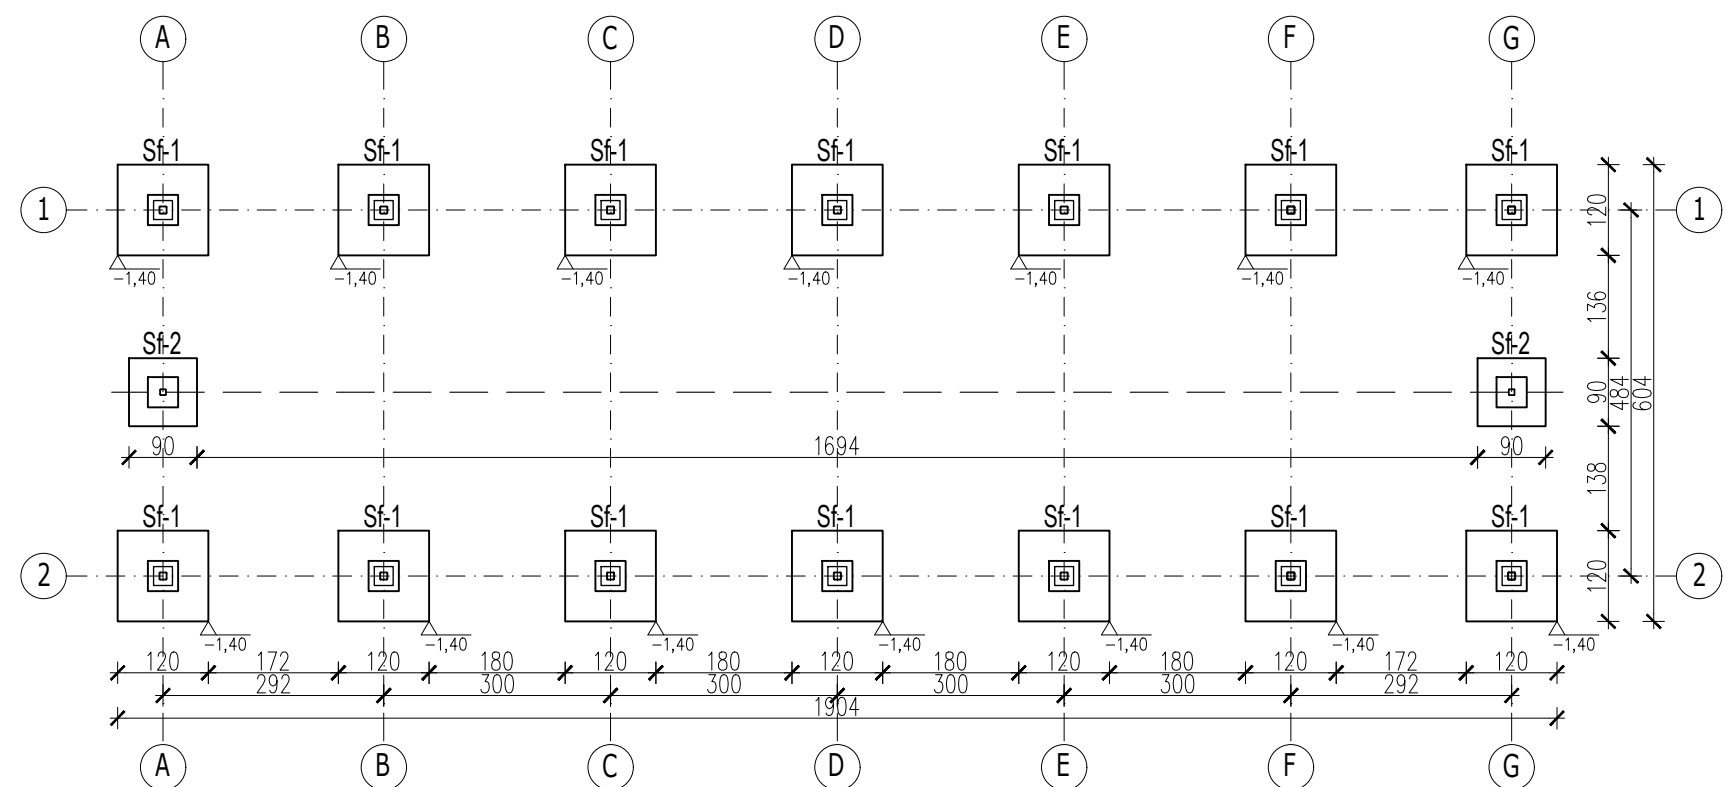 A B C D E F G
Sf-1 Sf-1 Sf-1 Sf-1 Sf-1 Sf-1 Sf-1
1 1
120
-1,40 -1,40 -1,40 -1,40 -1,40 -1,40 -1,40
136
Sf-2 Sf-2
90 484 604
90 1694 90
138
Sf-1 Sf-1 Sf-1 Sf-1 Sf-1 Sf-1 Sf-1
2 120 2
-1,40 -1,40 -1,40 -1,40 -1,40 -1,40 -1,40
120 172 120 180 120 180 120 180 120 180 120 172 120
292 300 300 300 300 292
1904
A B C D E F G